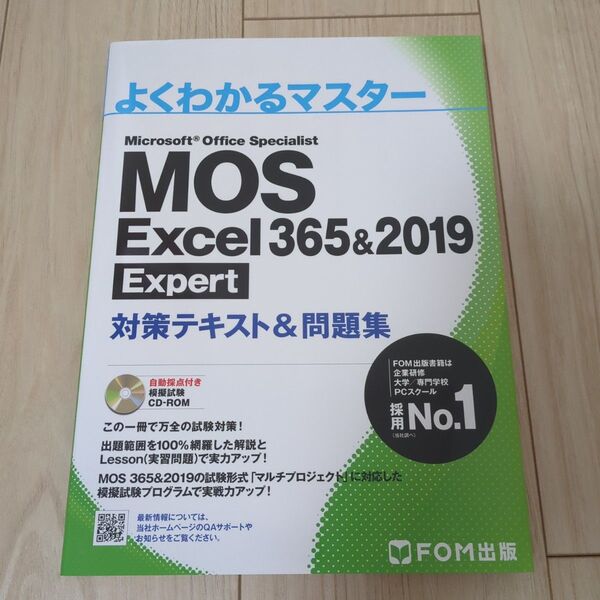 よくわかるマスター
Microsoft® Office Specialist
MOS
Excel 365&2019
Expert
対策テキスト&問題集
自動採点付き
模擬試験
CD-ROM
FOM出版書籍は
企業研修
大学／専門学校
PCスクール
採用No.1
(当社調べ)
この一冊で万全の試験対策！
出題範囲を100%網羅した解説と
Lesson(実習問題)で実力アップ！
MOS 365&2019の試験形式「マルチプロジェクト」に対応した
模擬試験プログラムで実戦力アップ！
最新情報については、
当社ホームページのQAサポートや
お知らせをご覧ください。
FOM出版